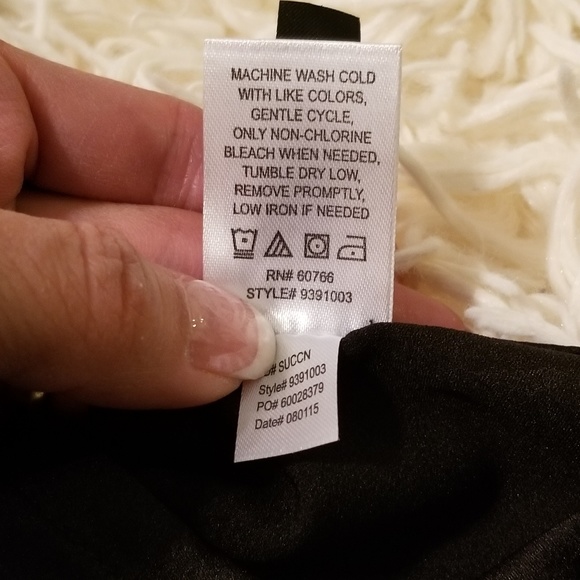 MACHINE WASH COLD
WITH LIKE COLORS,
GENTLE CYCLE,
ONLY NON-CHLORINE
BLEACH WHEN NEEDED,
TUMBLE DRY LOW,
REMOVE PROMPTLY,
LOW IRON IF NEEDED
RN# 60766
STYLE# 9391003
# SUCCN
Style# 9391003
PO# 60028379
Date# 080115